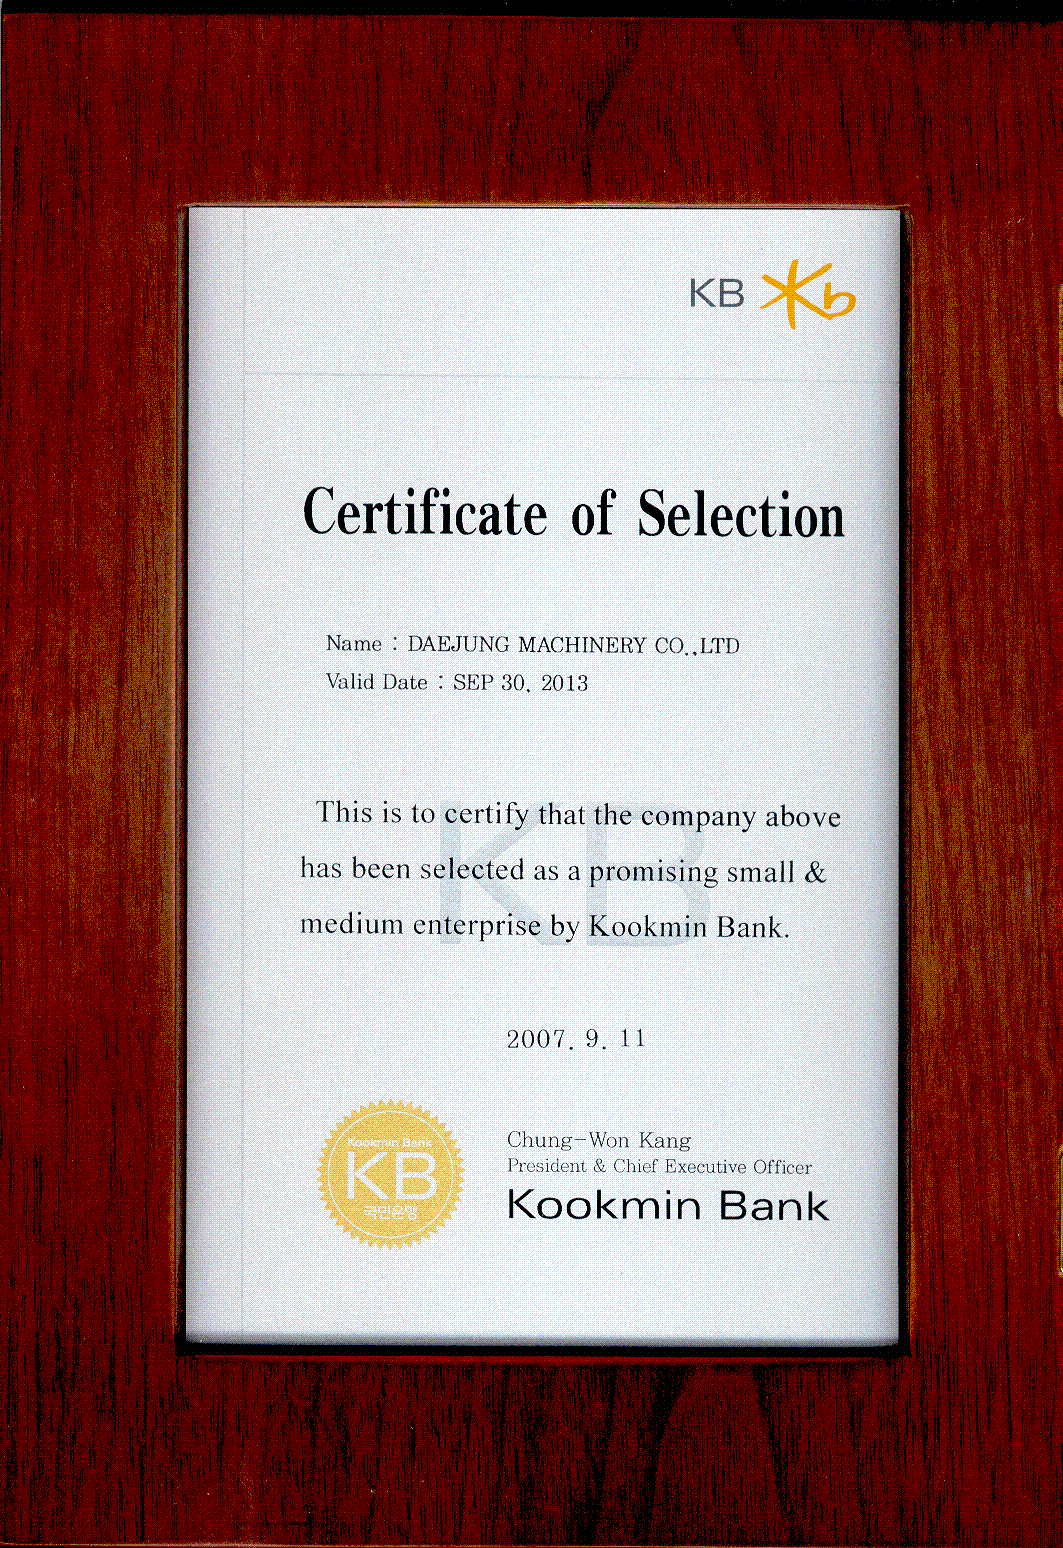 KB Kb
Certificate of Selection
Name : DAEJUNG MACHINERY CO.,LTD
Valid Date : SEP 30, 2013
KB
This is to certify that the company above
has been selected as a promising small &
medium enterprise by Kookmin Bank.
2007. 9. 11
Kookmin Bank
KB
국민은행
Chung-Won Kang
President & Chief Executive Officer
Kookmin Bank